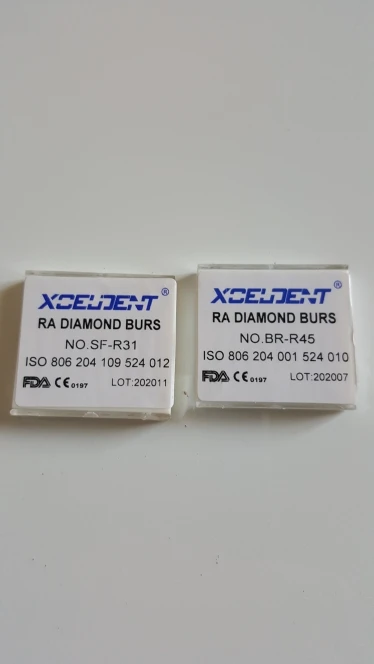 XCELDENT®
RA DIAMOND BURS
NO.SF-R31
ISO 806 204 109 524 012
FDA CE 0197 LOT:202011
XCELDENT®
RA DIAMOND BURS
NO.BR-R45
ISO 806 204 001 524 010
FDA CE 0197 LOT:202007